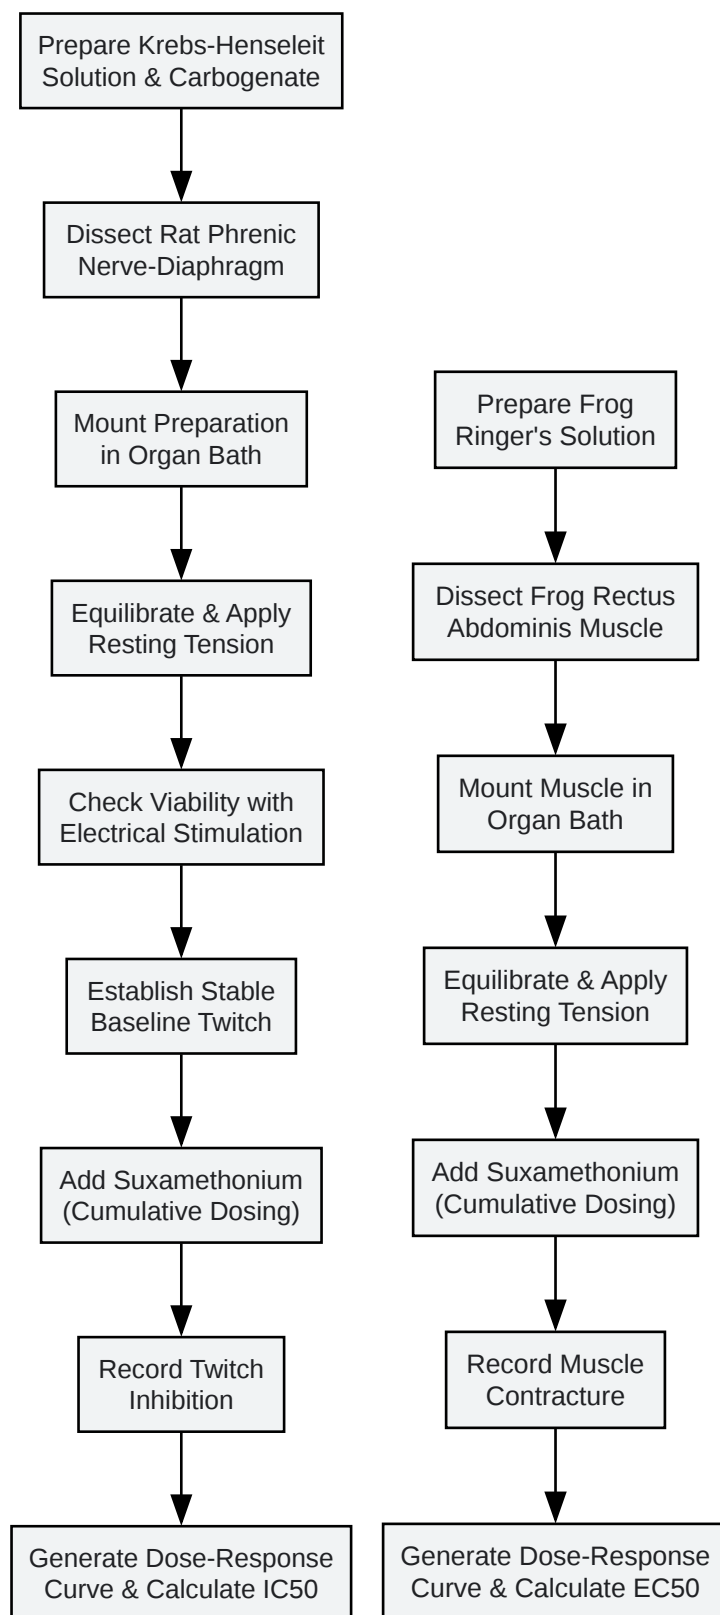 Prepare Krebs-Henseleit
Solution & Carbogenate
Dissect Rat Phrenic
Nerve-Diaphragm
Mount Preparation
in Organ Bath
Equilibrate & Apply
Resting Tension
Check Viability with
Electrical Stimulation
Establish Stable
Baseline Twitch
Add Suxamethonium
(Cumulative Dosing)
Record Twitch
Inhibition
Generate Dose-Response
Curve & Calculate IC50
Prepare Frog
Ringer's Solution
Dissect Frog Rectus
Abdominis Muscle
Mount Muscle in
Organ Bath
Equilibrate & Apply
Resting Tension
Add Suxamethonium
(Cumulative Dosing)
Record Muscle
Contracture
Generate Dose-Response
Curve & Calculate EC50